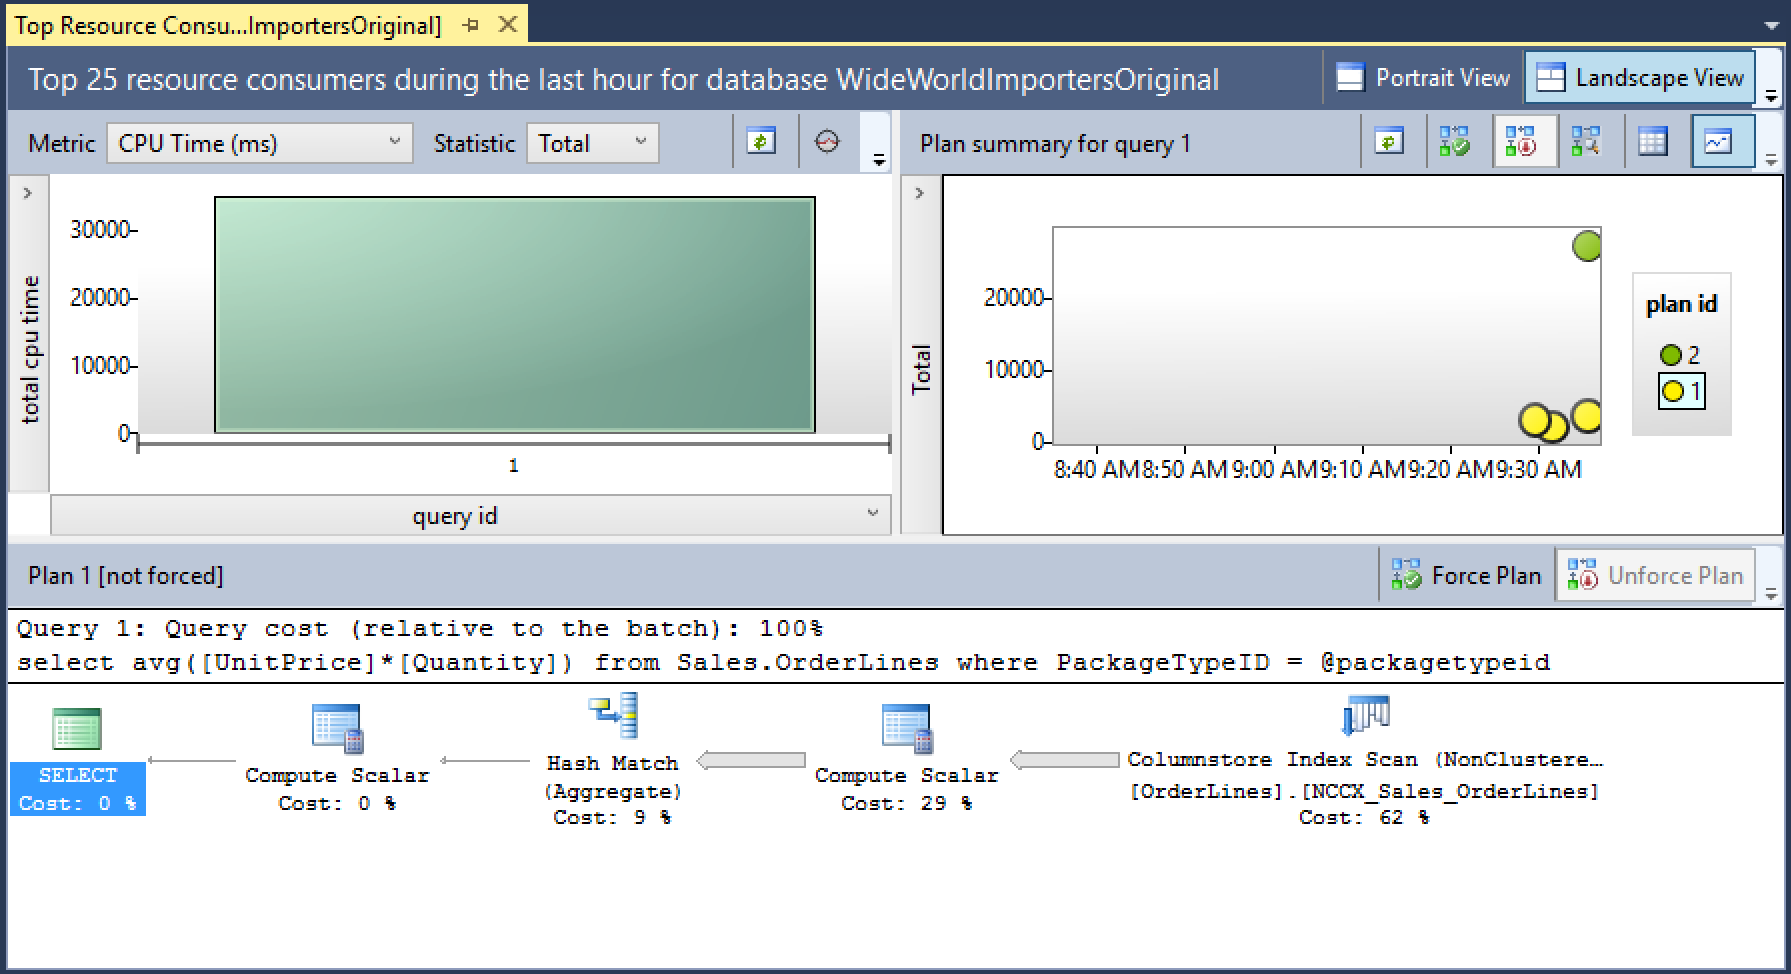 Top Resource Consu...ImportersOriginal]
Top 25 resource consumers during the last hour for database WideWorldImportersOriginal
Portrait View
Landscape View
Metric
CPU Time (ms)
Statistic
Total
Plan summary for query 1
total cpu time
30000
20000
10000
0
1
query id
Total
20000
10000
0
8:40 AM
8:50 AM
9:00 AM
9:10 AM
9:20 AM
9:30 AM
plan id
2
1
Plan 1 [not forced]
Force Plan
Unforce Plan
Query 1: Query cost (relative to the batch): 100%
select avg([UnitPrice]*[Quantity]) from Sales.OrderLines where PackageTypeID = @packagetypeid
SELECT
Cost: 0 %
Compute Scalar
Cost: 0 %
Hash Match
(Aggregate)
Cost: 9 %
Compute Scalar
Cost: 29 %
Columnstore Index Scan (NonClustere...
[OrderLines].[NCCX_Sales_OrderLines]
Cost: 62 %